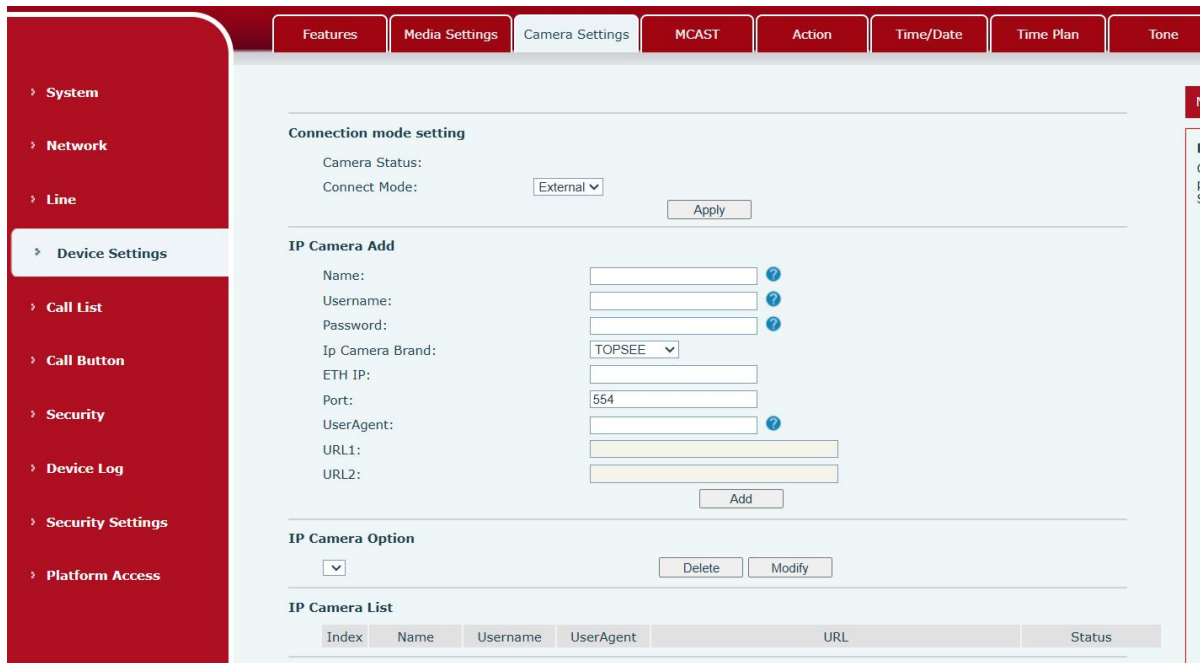 Features Media Settings Camera Settings MCAST Action Time/Date Time Plan Tone
System
Network
Line
Device Settings
Call List
Call Button
Security
Device Log
Security Settings
Platform Access
Connection mode setting
Camera Status:
Connect Mode: External
Apply
IP Camera Add
Name:
Username:
Password:
Ip Camera Brand: TOPSEE
ETH IP:
Port: 554
UserAgent:
URL1:
URL2:
Add
IP Camera Option
Delete Modify
IP Camera List
Index Name Username UserAgent URL Status